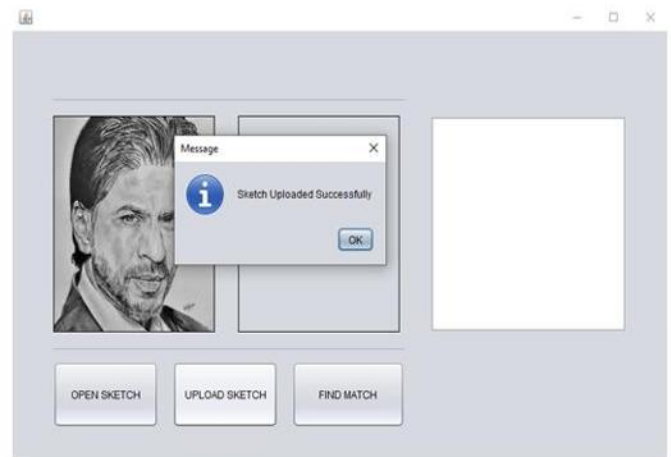 Message
Sketch Uploaded Successfully
OK
OPEN SKETCH
UPLOAD SKETCH
FIND MATCH